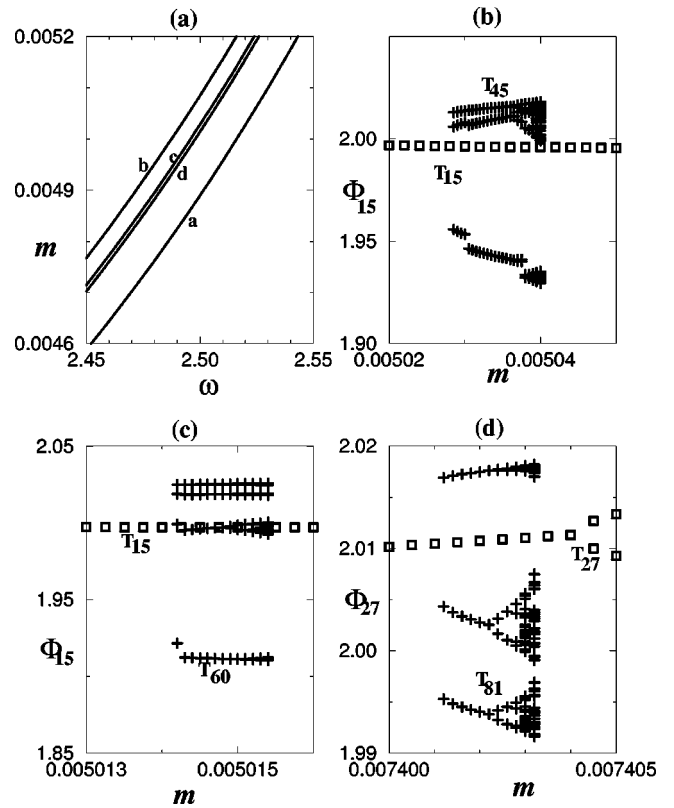 (a)
(b)
0.0052
0.0049
m
0.0046
b
c
d
a
2.45
2.50
2.55
ω
T45
2.00
T15
Φ15
1.95
1.90
0.00502
0.00504
m
(c)
(d)
2.05
T15
1.95
Φ15
T60
1.85
0.005013
0.005015
m
2.02
2.01
T27
Φ27
2.00
T81
1.99
0.007400
0.007405
m